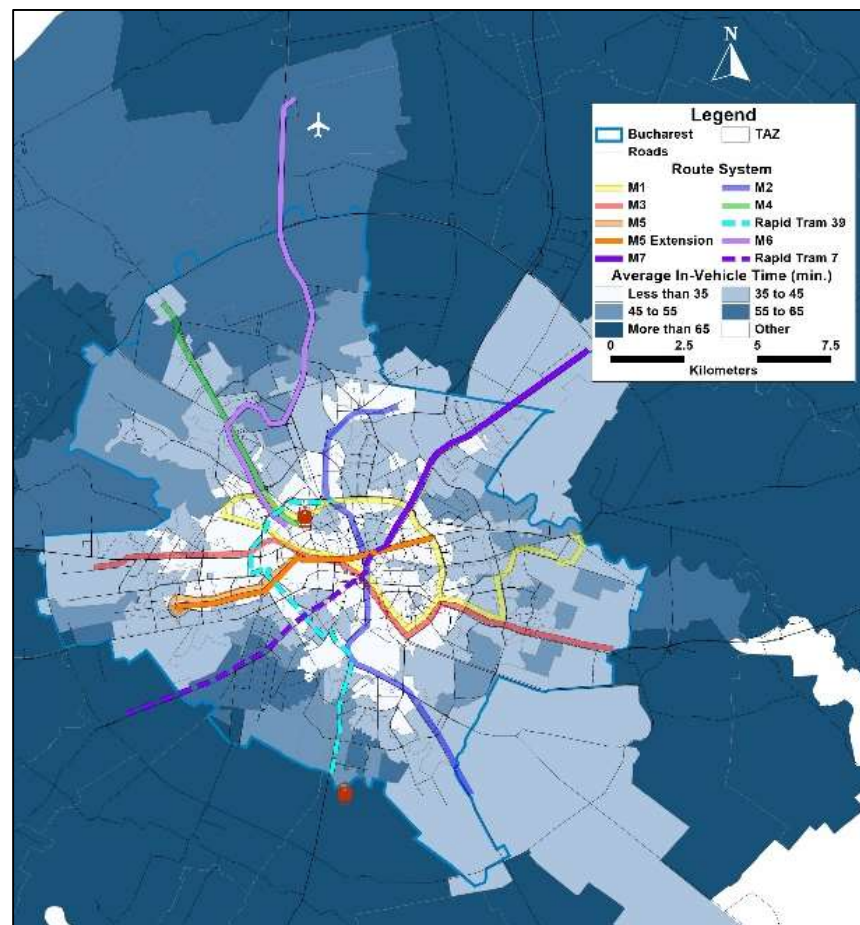 N
Legend
Bucharest TAZ
Roads
Route System
M1 M2
M3 M4
M5 Rapid Tram 39
M5 Extension M6
M7 Rapid Tram 7
Average In-Vehicle Time (min.)
Less than 35 35 to 45
45 to 55 55 to 65
More than 65 Other
0 2.5 5 7.5
Kilometers